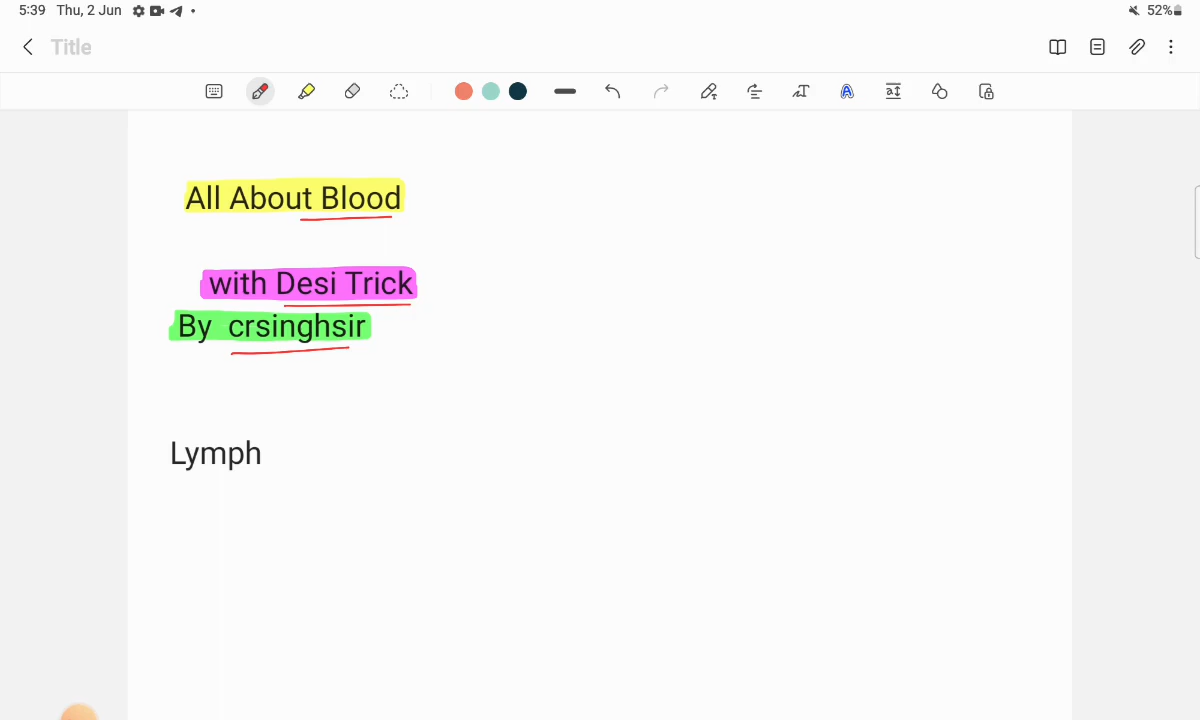 5:39 Thu, 2 Jun 52%
Title
All About Blood
with Desi Trick
By crsinghsir
Lymph